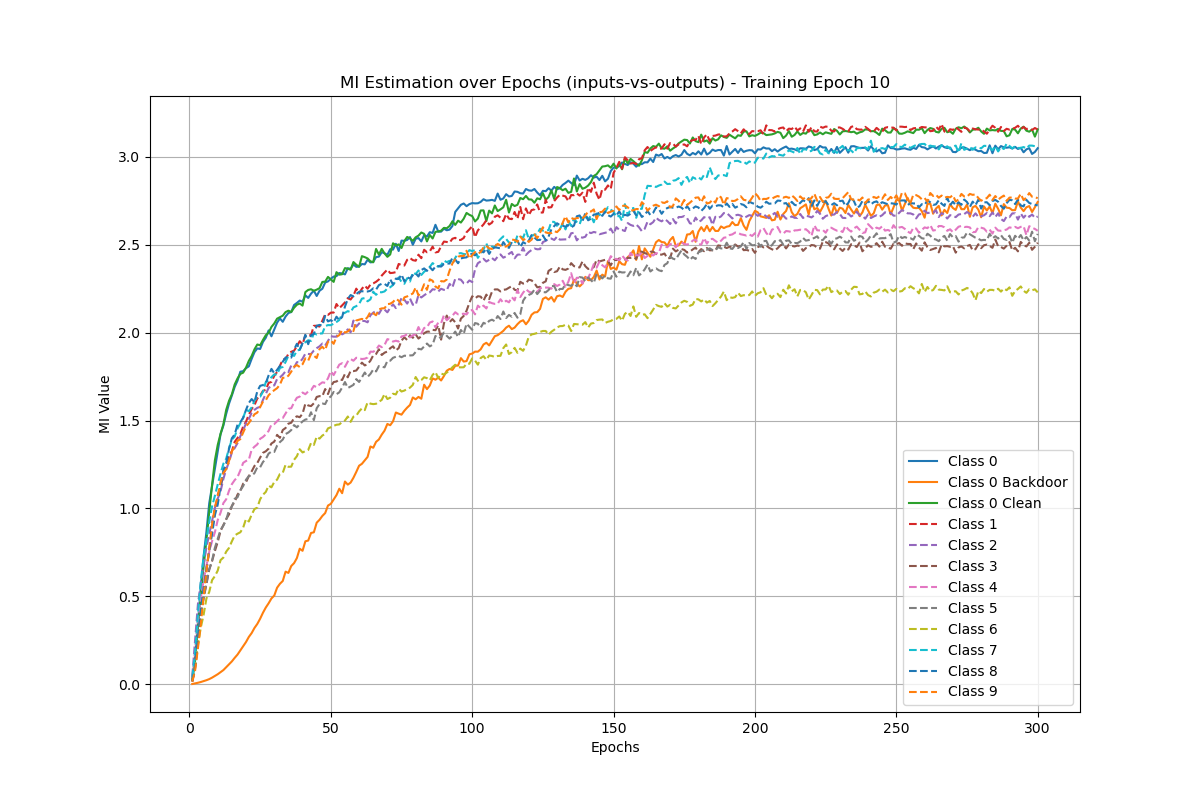 MI Estimation over Epochs (inputs-vs-outputs) - Training Epoch 10
MI Value
3.0
2.5
2.0
1.5
1.0
0.5
0.0
Class 0
Class 0 Backdoor
Class 0 Clean
Class 1
Class 2
Class 3
Class 4
Class 5
Class 6
Class 7
Class 8
Class 9
0 50 100 150 200 250 300
Epochs